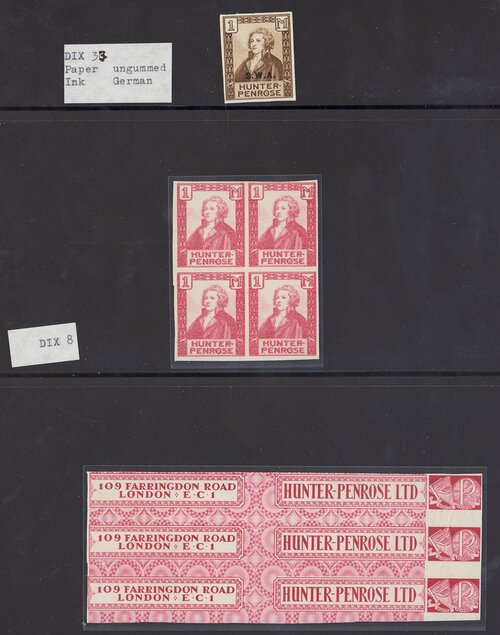 DIX 33
Paper ungummed
Ink German
1 M
S.W.A.
HUNTER-
PENROSE
1 M 1 M
HUNTER- HUNTER-
PENROSE PENROSE
1 M 1 M
HUNTER- HUNTER-
PENROSE PENROSE
DIX 8
109 FARRINGDON ROAD
LONDON E·C·1
HUNTER-PENROSE LTD
109 FARRINGDON ROAD
LONDON E·C·1
HUNTER-PENROSE LTD
109 FARRINGDON ROAD
LONDON E·C·1
HUNTER-PENROSE LTD